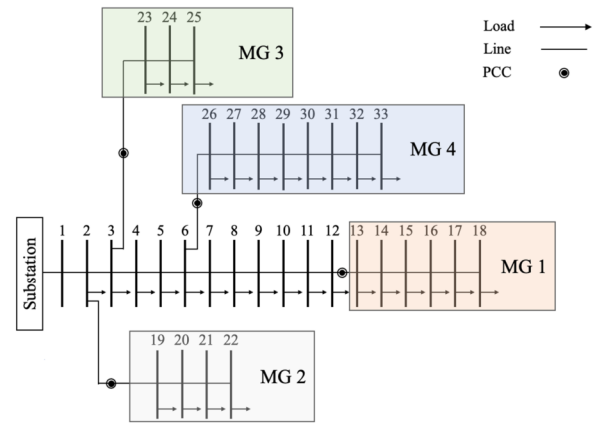 23 24 25
MG 3
Load
Line
PCC
26 27 28 29 30 31 32 33
MG 4
Substation
1 2 3 4 5 6 7 8 9 10 11 12 13 14 15 16 17 18
MG 1
19 20 21 22
MG 2